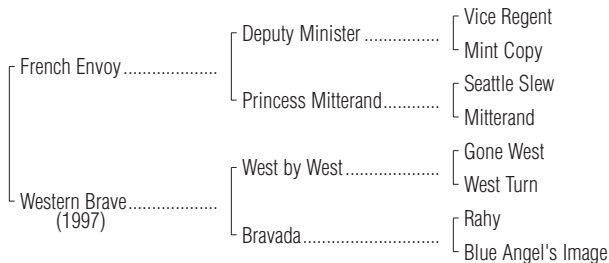 Vice Regent
Deputy Minister ................
Mint Copy
French Envoy....................
Seattle Slew
Princess Mitterand............
Mitterand
Gone West
West by West....................
West Turn
Western Brave...................
(1997)
Rahy
Bravada.............................
Blue Angel's Image